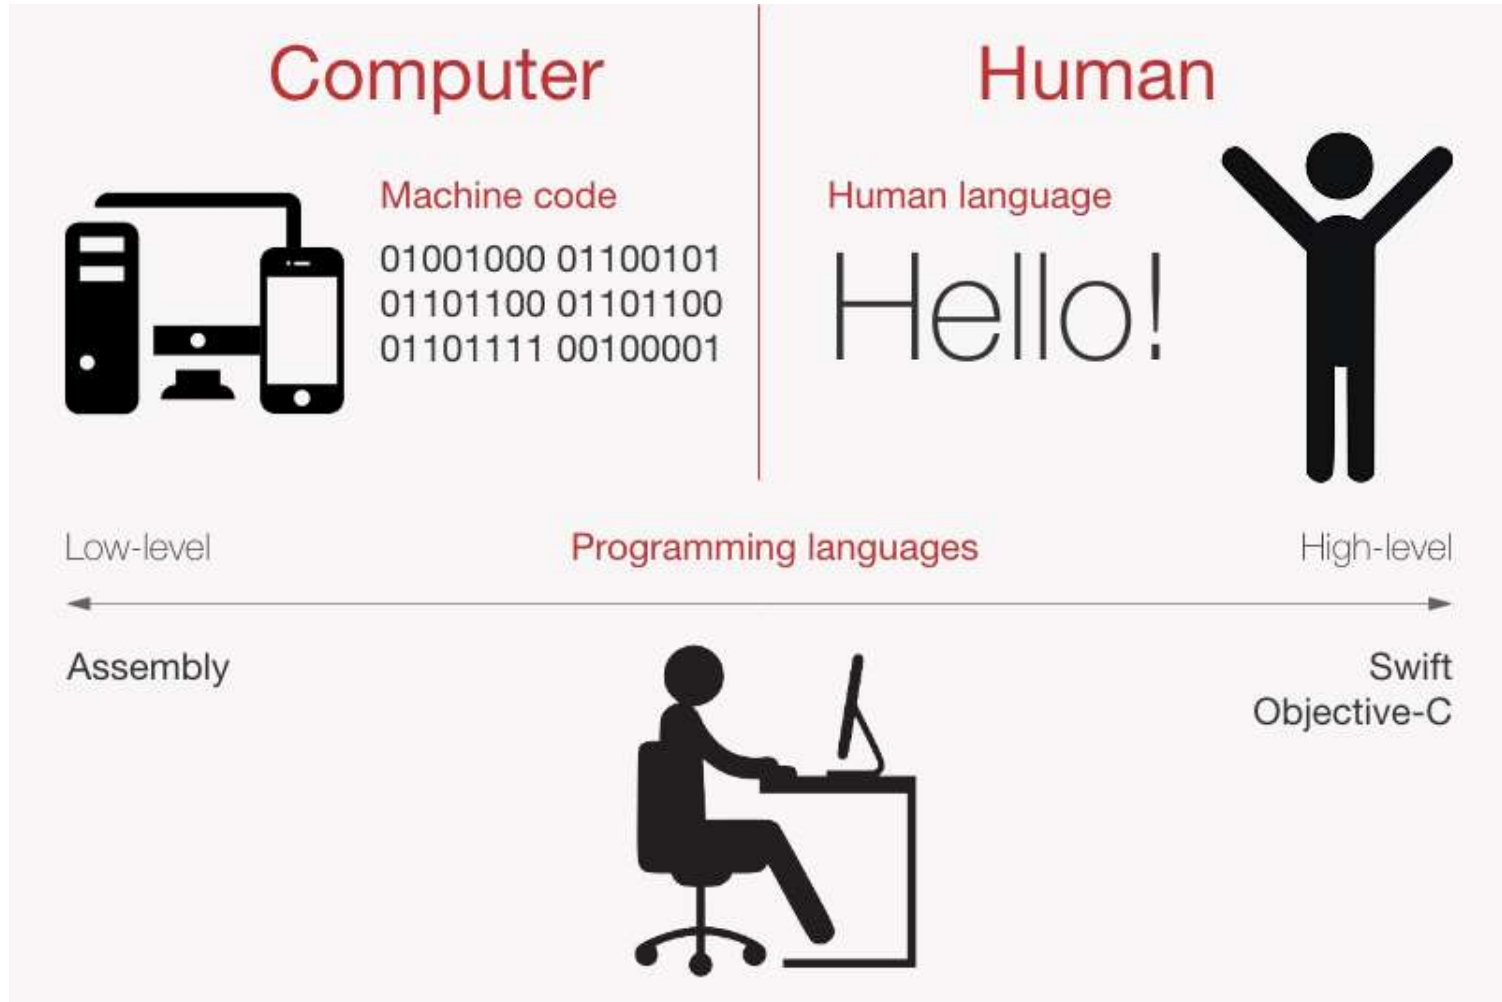 Computer
Human
Machine code
01001000 01100101
01101100 01101100
01101111 00100001
Human language
Hello!
Low-level
Programming languages
High-level
Assembly
Swift
Objective-C